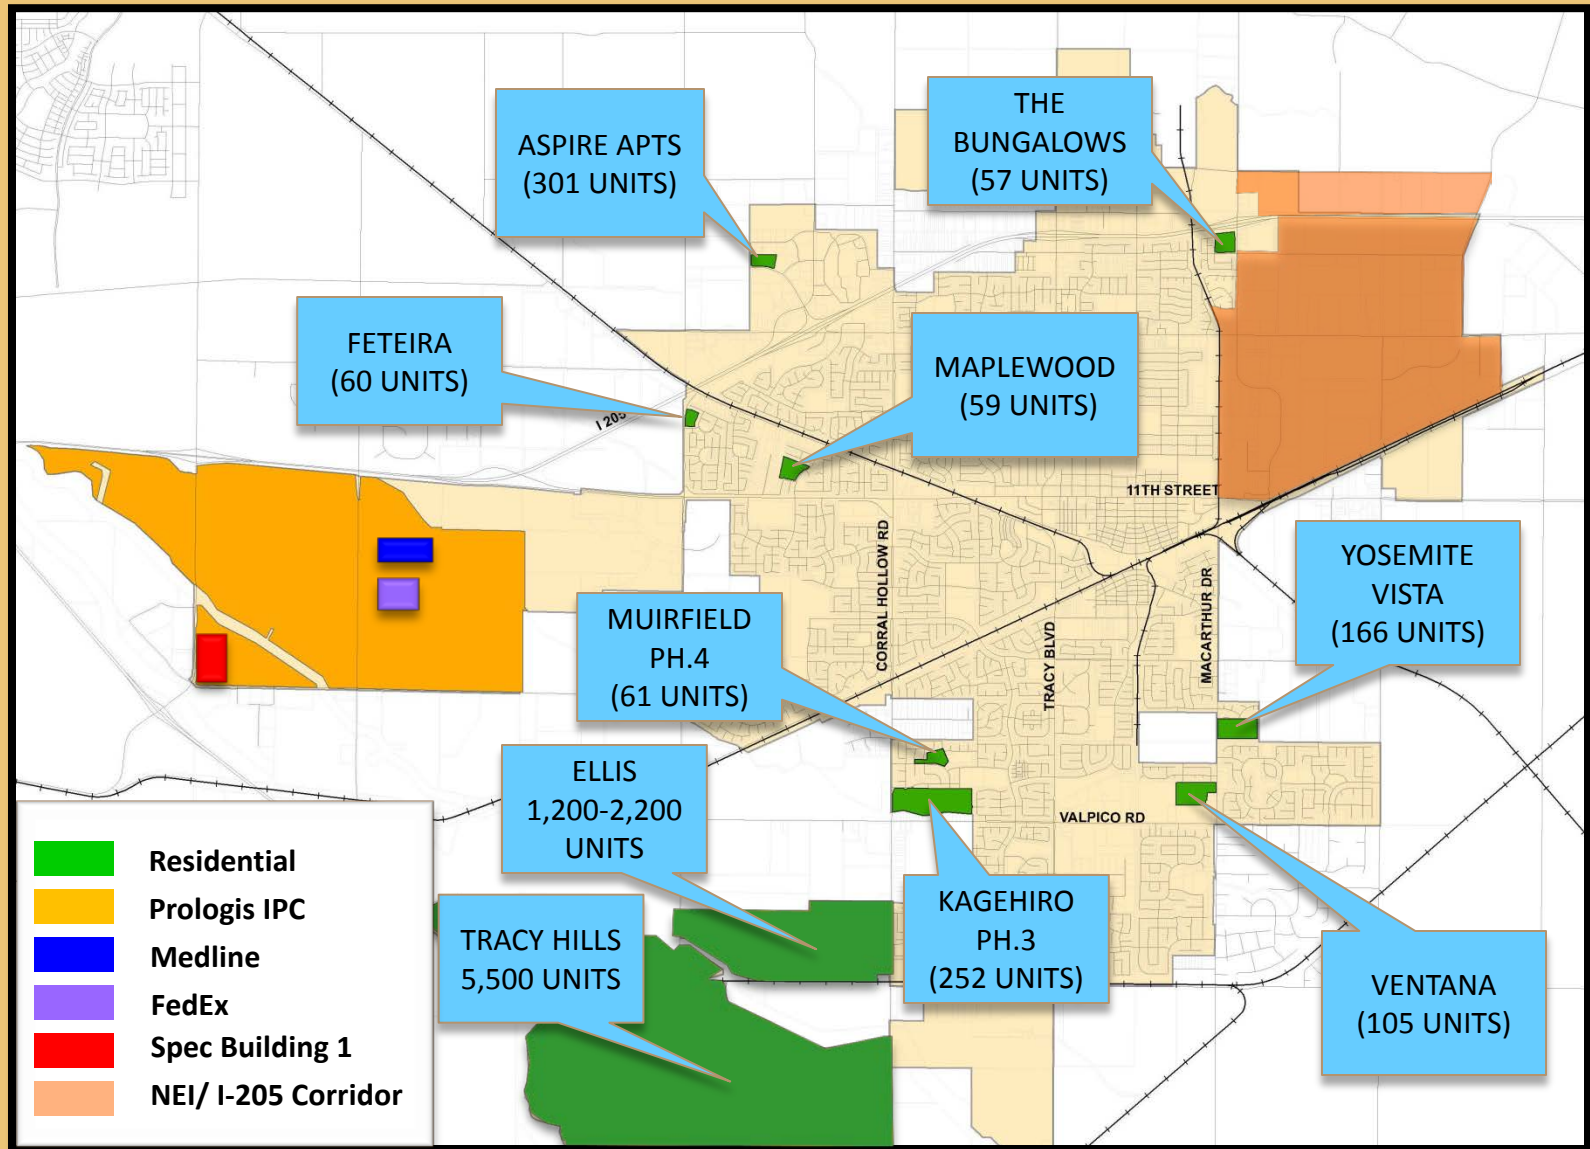 ASPIRE APTS
(301 UNITS)
THE
BUNGALOWS
(57 UNITS)
FETEIRA
(60 UNITS)
MAPLEWOOD
(59 UNITS)
I 205
11TH STREET
CORRAL HOLLOW RD
TRACY BLVD
MACARTHUR DR
YOSEMITE
VISTA
(166 UNITS)
MUIRFIELD
PH.4
(61 UNITS)
ELLIS
1,200-2,200
UNITS
VALPICO RD
TRACY HILLS
5,500 UNITS
KAGEHIRO
PH.3
(252 UNITS)
VENTANA
(105 UNITS)
Residential
Prologis IPC
Medline
FedEx
Spec Building 1
NEI/ I-205 Corridor